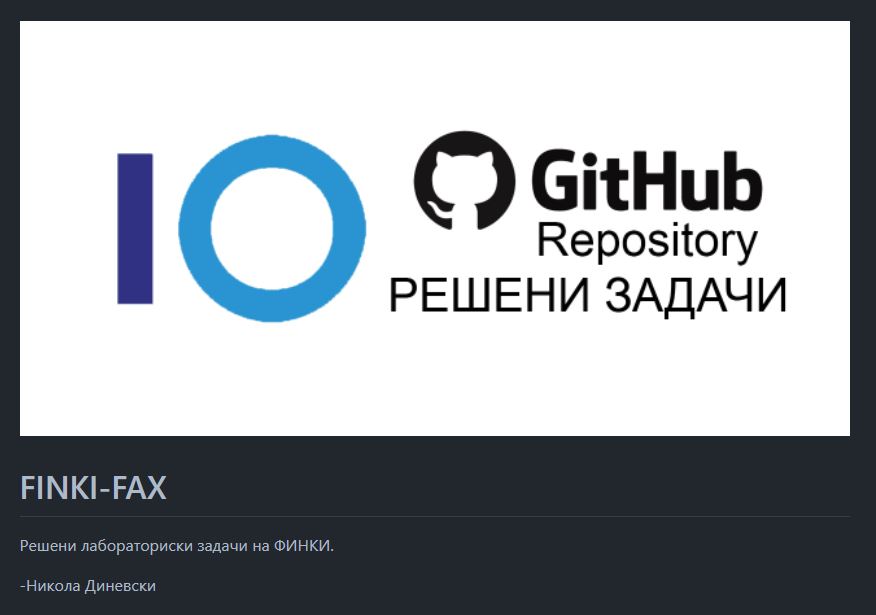 IO
GitHub
Repository
РЕШЕНИ ЗАДАЧИ
FINKI-FAX
Решени лабораториски задачи на ФИНКИ.
-Никола Диневски